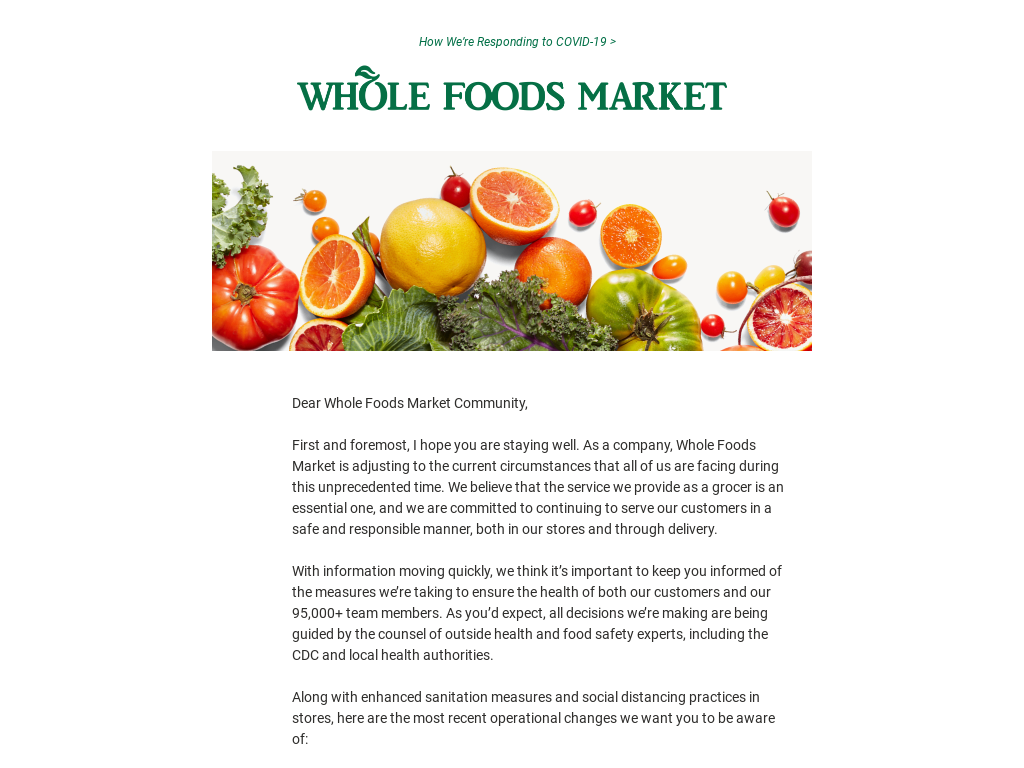 How We're Responding to COVID-19 >
WHOLE FOODS MARKET
Dear Whole Foods Market Community,
First and foremost, I hope you are staying well. As a company, Whole Foods
Market is adjusting to the current circumstances that all of us are facing during
this unprecedented time. We believe that the service we provide as a grocer is an
essential one, and we are committed to continuing to serve our customers in a
safe and responsible manner, both in our stores and through delivery.
With information moving quickly, we think it’s important to keep you informed of
the measures we’re taking to ensure the health of both our customers and our
95,000+ team members. As you’d expect, all decisions we’re making are being
guided by the counsel of outside health and food safety experts, including the
CDC and local health authorities.
Along with enhanced sanitation measures and social distancing practices in
stores, here are the most recent operational changes we want you to be aware
of: